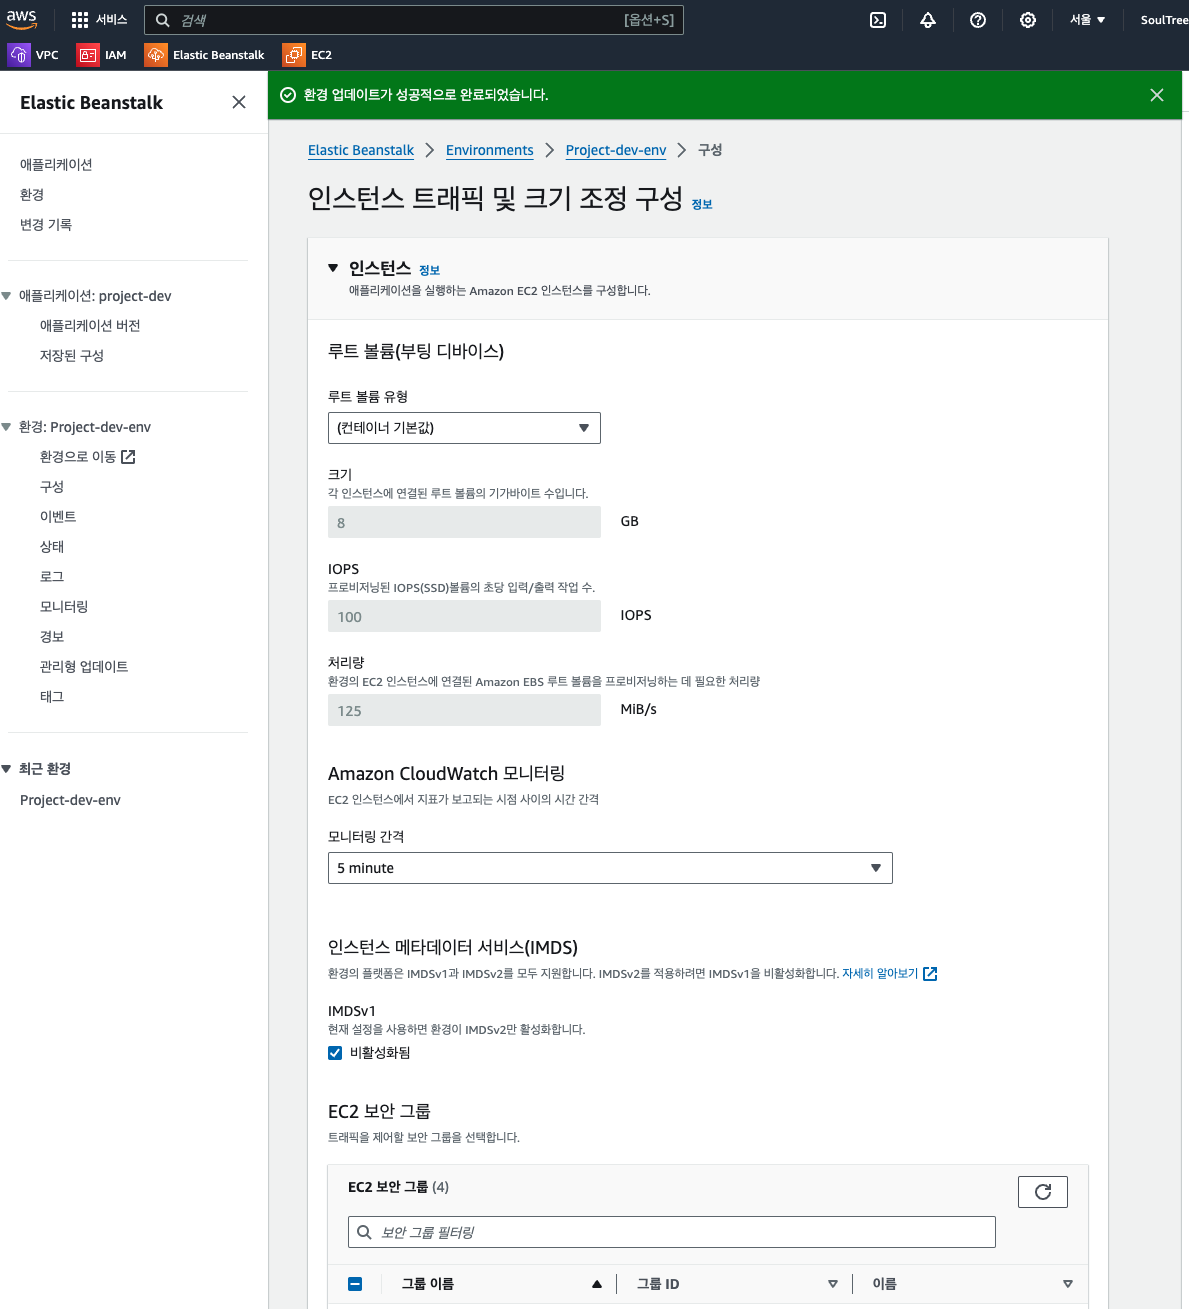 aws
서비스
검색
[옵션+S]
서울 ▼
SoulTree
VPC
IAM
Elastic Beanstalk
EC2
Elastic Beanstalk
애플리케이션
환경
변경 기록
애플리케이션: project-dev
애플리케이션 버전
저장된 구성
환경: Project-dev-env
환경으로 이동
구성
이벤트
상태
로그
모니터링
경보
관리형 업데이트
태그
최근 환경
Project-dev-env
환경 업데이트가 성공적으로 완료되었습니다.
Elastic Beanstalk > Environments > Project-dev-env > 구성
인스턴스 트래픽 및 크기 조정 구성 정보
인스턴스 정보
애플리케이션을 실행하는 Amazon EC2 인스턴스를 구성합니다.
루트 볼륨(부팅 디바이스)
루트 볼륨 유형
(컨테이너 기본값)
크기
각 인스턴스에 연결된 루트 볼륨의 기가바이트 수입니다.
8 GB
IOPS
프로비저닝된 IOPS(SSD)볼륨의 초당 입력/출력 작업 수.
100 IOPS
처리량
환경의 EC2 인스턴스에 연결된 Amazon EBS 루트 볼륨을 프로비저닝하는 데 필요한 처리량
125 MiB/s
Amazon CloudWatch 모니터링
EC2 인스턴스에서 지표가 보고되는 시점 사이의 시간 간격
모니터링 간격
5 minute
인스턴스 메타데이터 서비스(IMDS)
환경의 플랫폼은 IMDSv1과 IMDSv2를 모두 지원합니다. IMDSv2를 적용하려면 IMDSv1을 비활성화합니다. 자세히 알아보기
IMDSv1
현재 설정을 사용하면 환경이 IMDSv2만 활성화합니다.
비활성화됨
EC2 보안 그룹
트래픽을 제어할 보안 그룹을 선택합니다.
EC2 보안 그룹 (4)
보안 그룹 필터링
그룹 이름
그룹 ID
이름